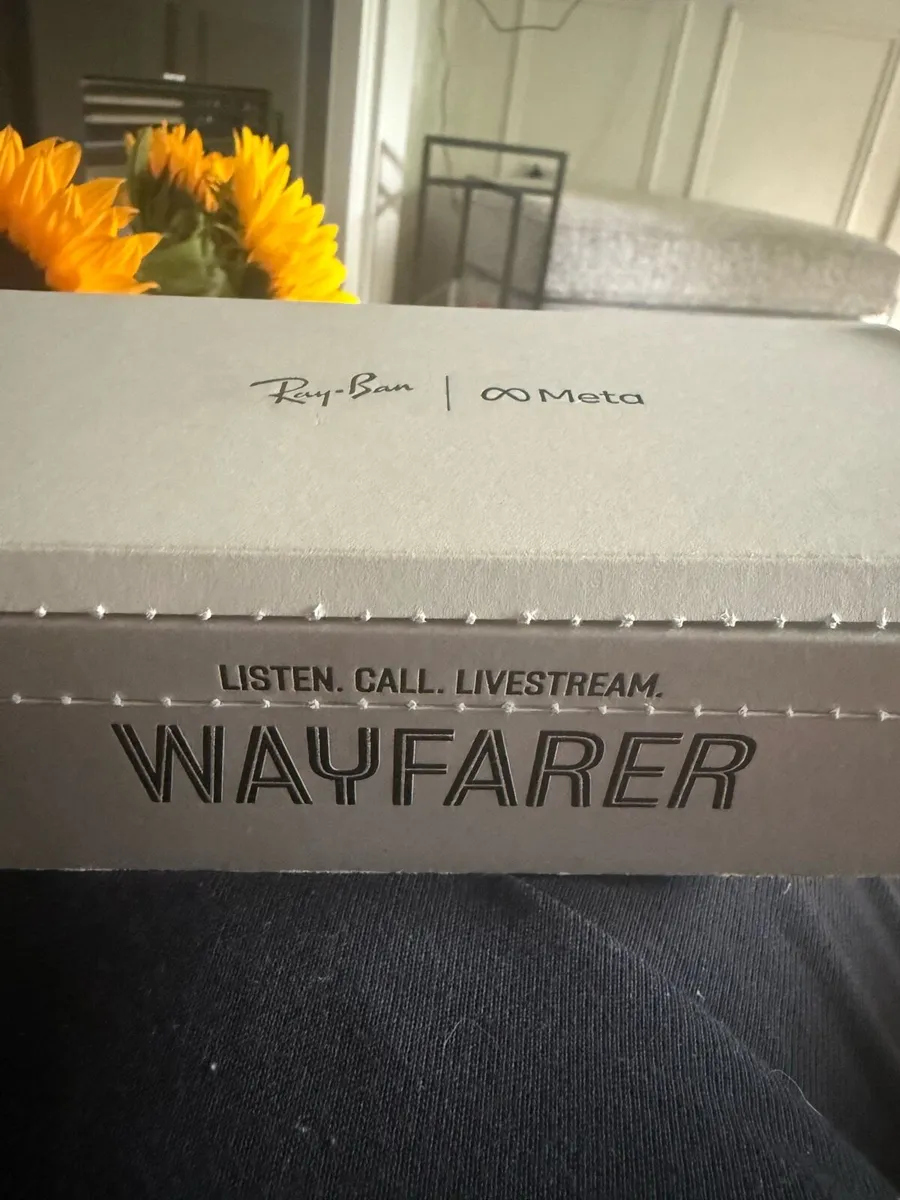 Ray-Ban | ∞ Meta
LISTEN. CALL. LIVESTREAM.
WAYFARER